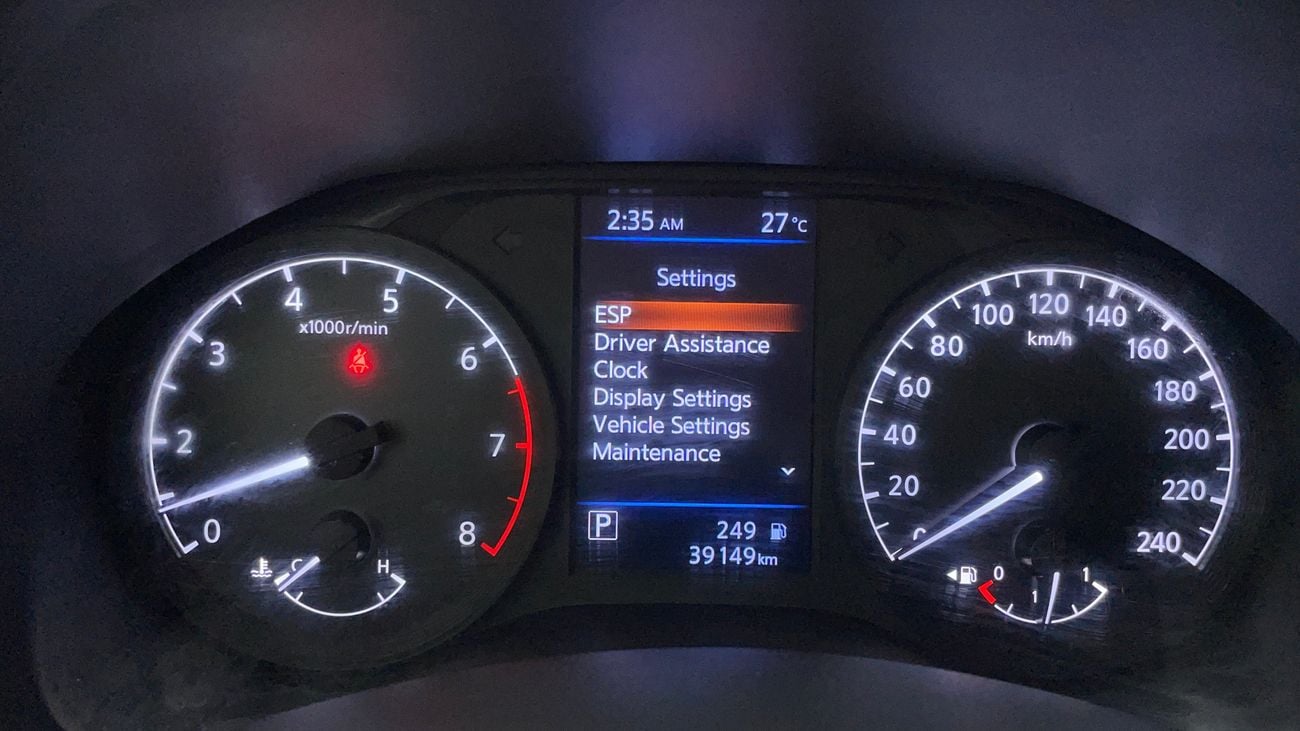 2:35 AM 27°C
Settings
ESP
Driver Assistance
Clock
Display Settings
Vehicle Settings
Maintenance
P 249
39149km
0
2
3
4
5
6
7
8
x1000r/min
C H
20
40
60
80
100
120
140
160
180
200
220
240
km/h
0 1 1